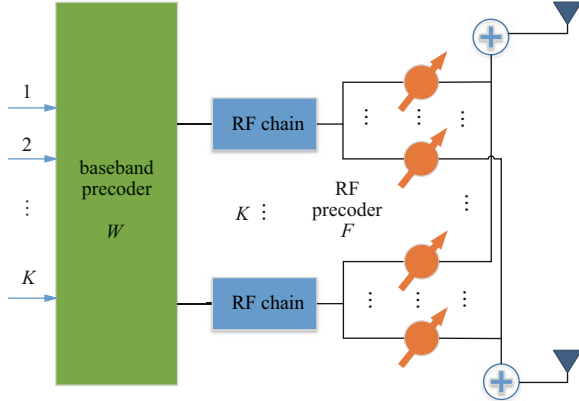 1
2
⋮
K
baseband
precoder
W
RF chain
K ⋮
RF
precoder
F
RF chain